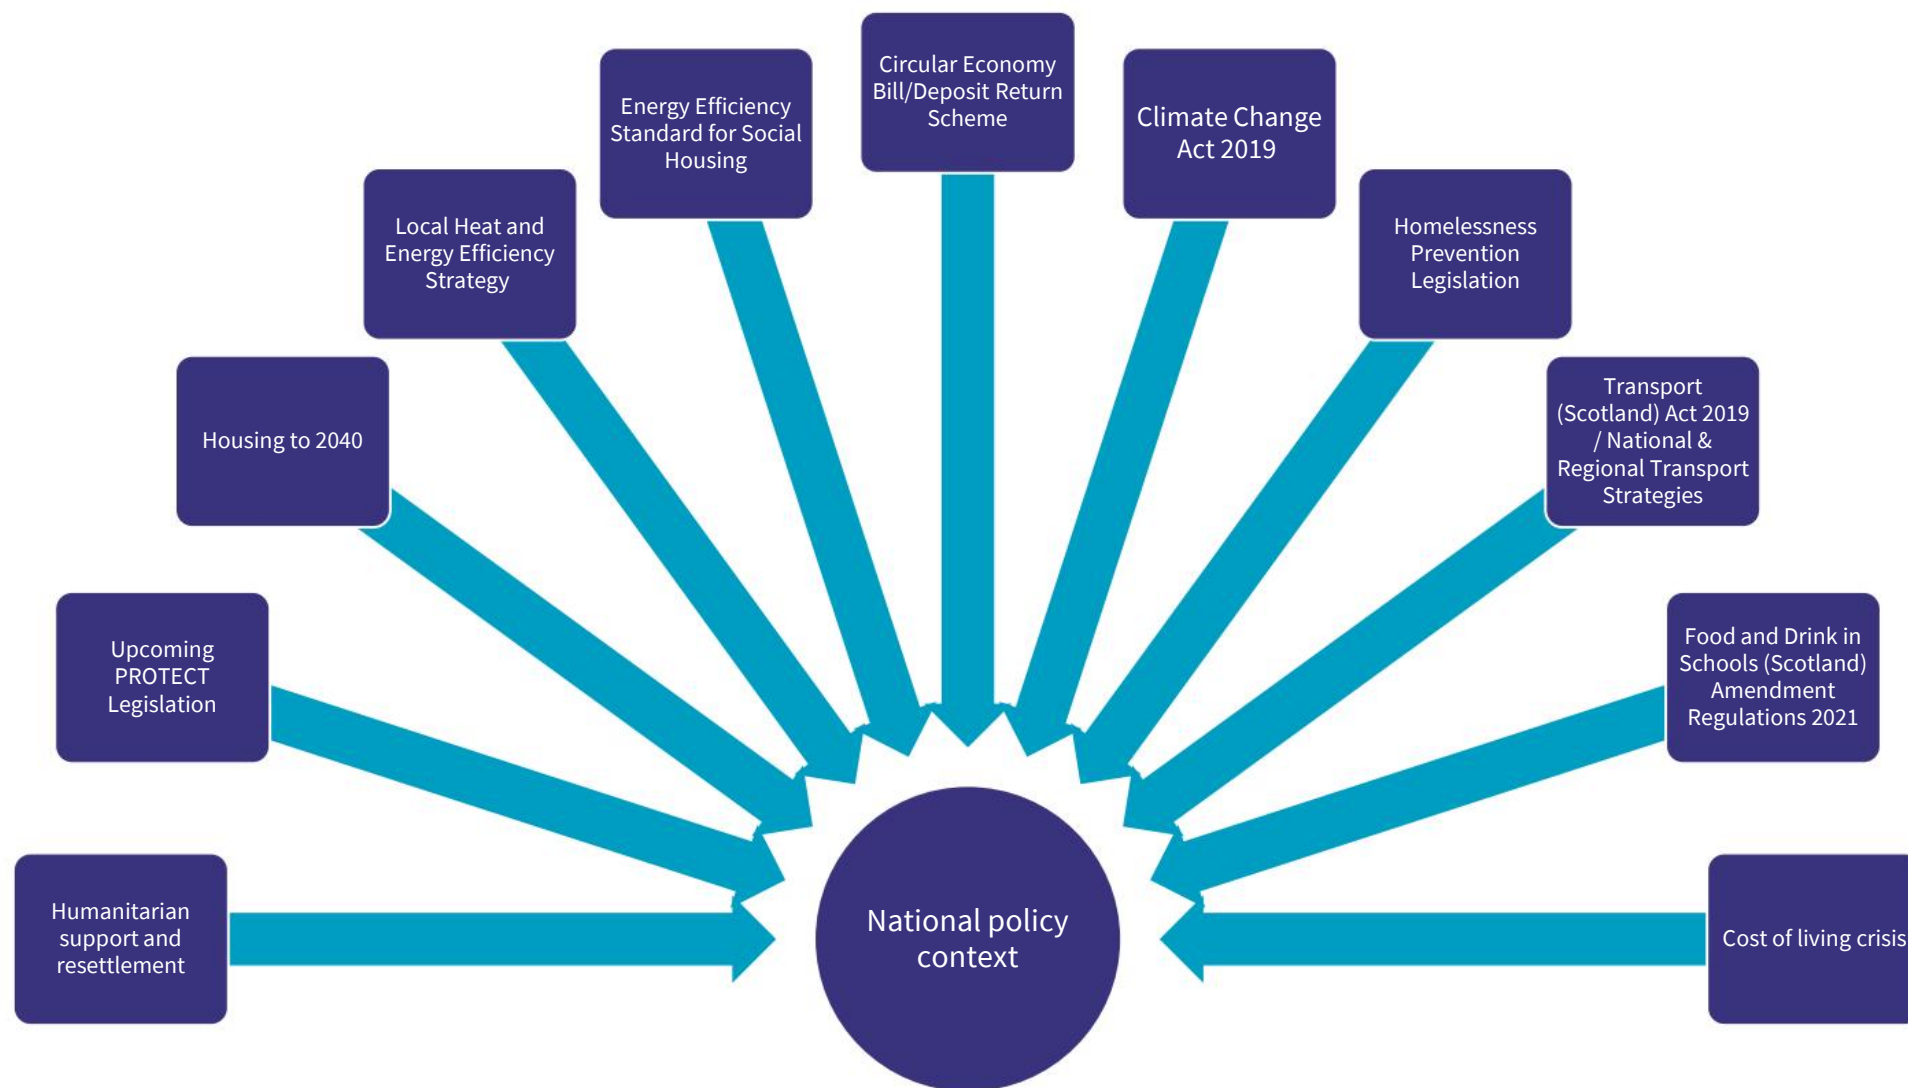 Circular Economy
Bill/Deposit Return
Scheme
Energy Efficiency
Standard for Social
Housing
Climate Change
Act 2019
Local Heat and
Energy Efficiency
Strategy
Homelessness
Prevention
Legislation
Housing to 2040
Transport
(Scotland) Act 2019
/ National &
Regional Transport
Strategies
Upcoming
PROTECT
Legislation
Food and Drink in
Schools (Scotland)
Amendment
Regulations 2021
Humanitarian
support and
resettlement
National policy
context
Cost of living crisis